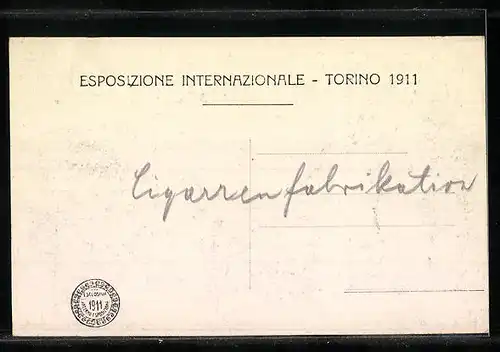 ESPOSIZIONE INTERNAZIONALE - TORINO 1911
Cigarrenfabrikation
1911